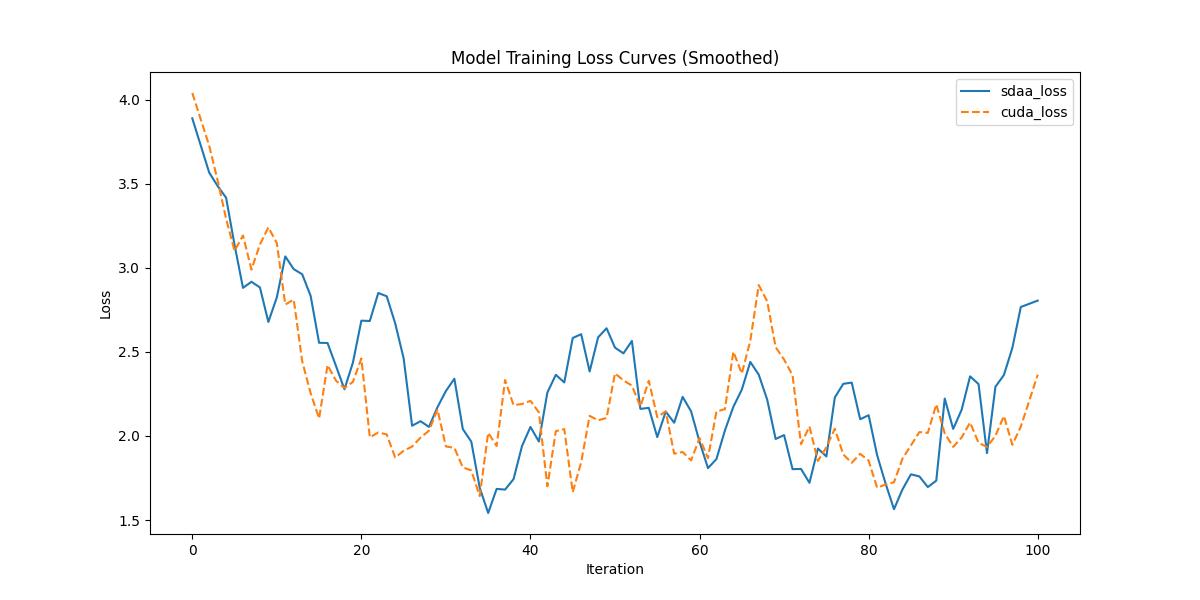 Model Training Loss Curves (Smoothed)
sdaa_loss
cuda_loss
4.0
3.5
3.0
2.5
2.0
1.5
Loss
0 20 40 60 80 100
Iteration